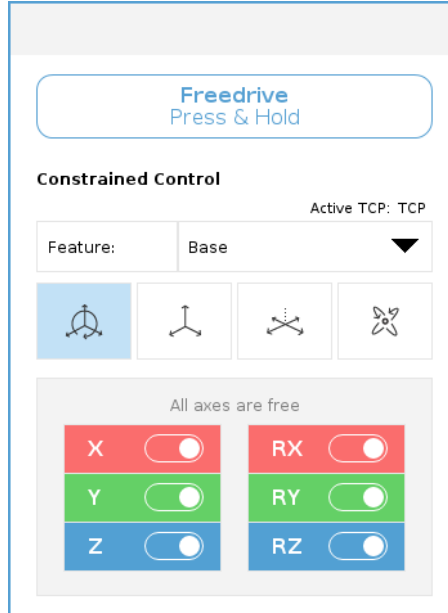 Freedrive
Press & Hold
Constrained Control
Active TCP: TCP
Feature: Base
All axes are free
X RX
Y RY
Z RZ